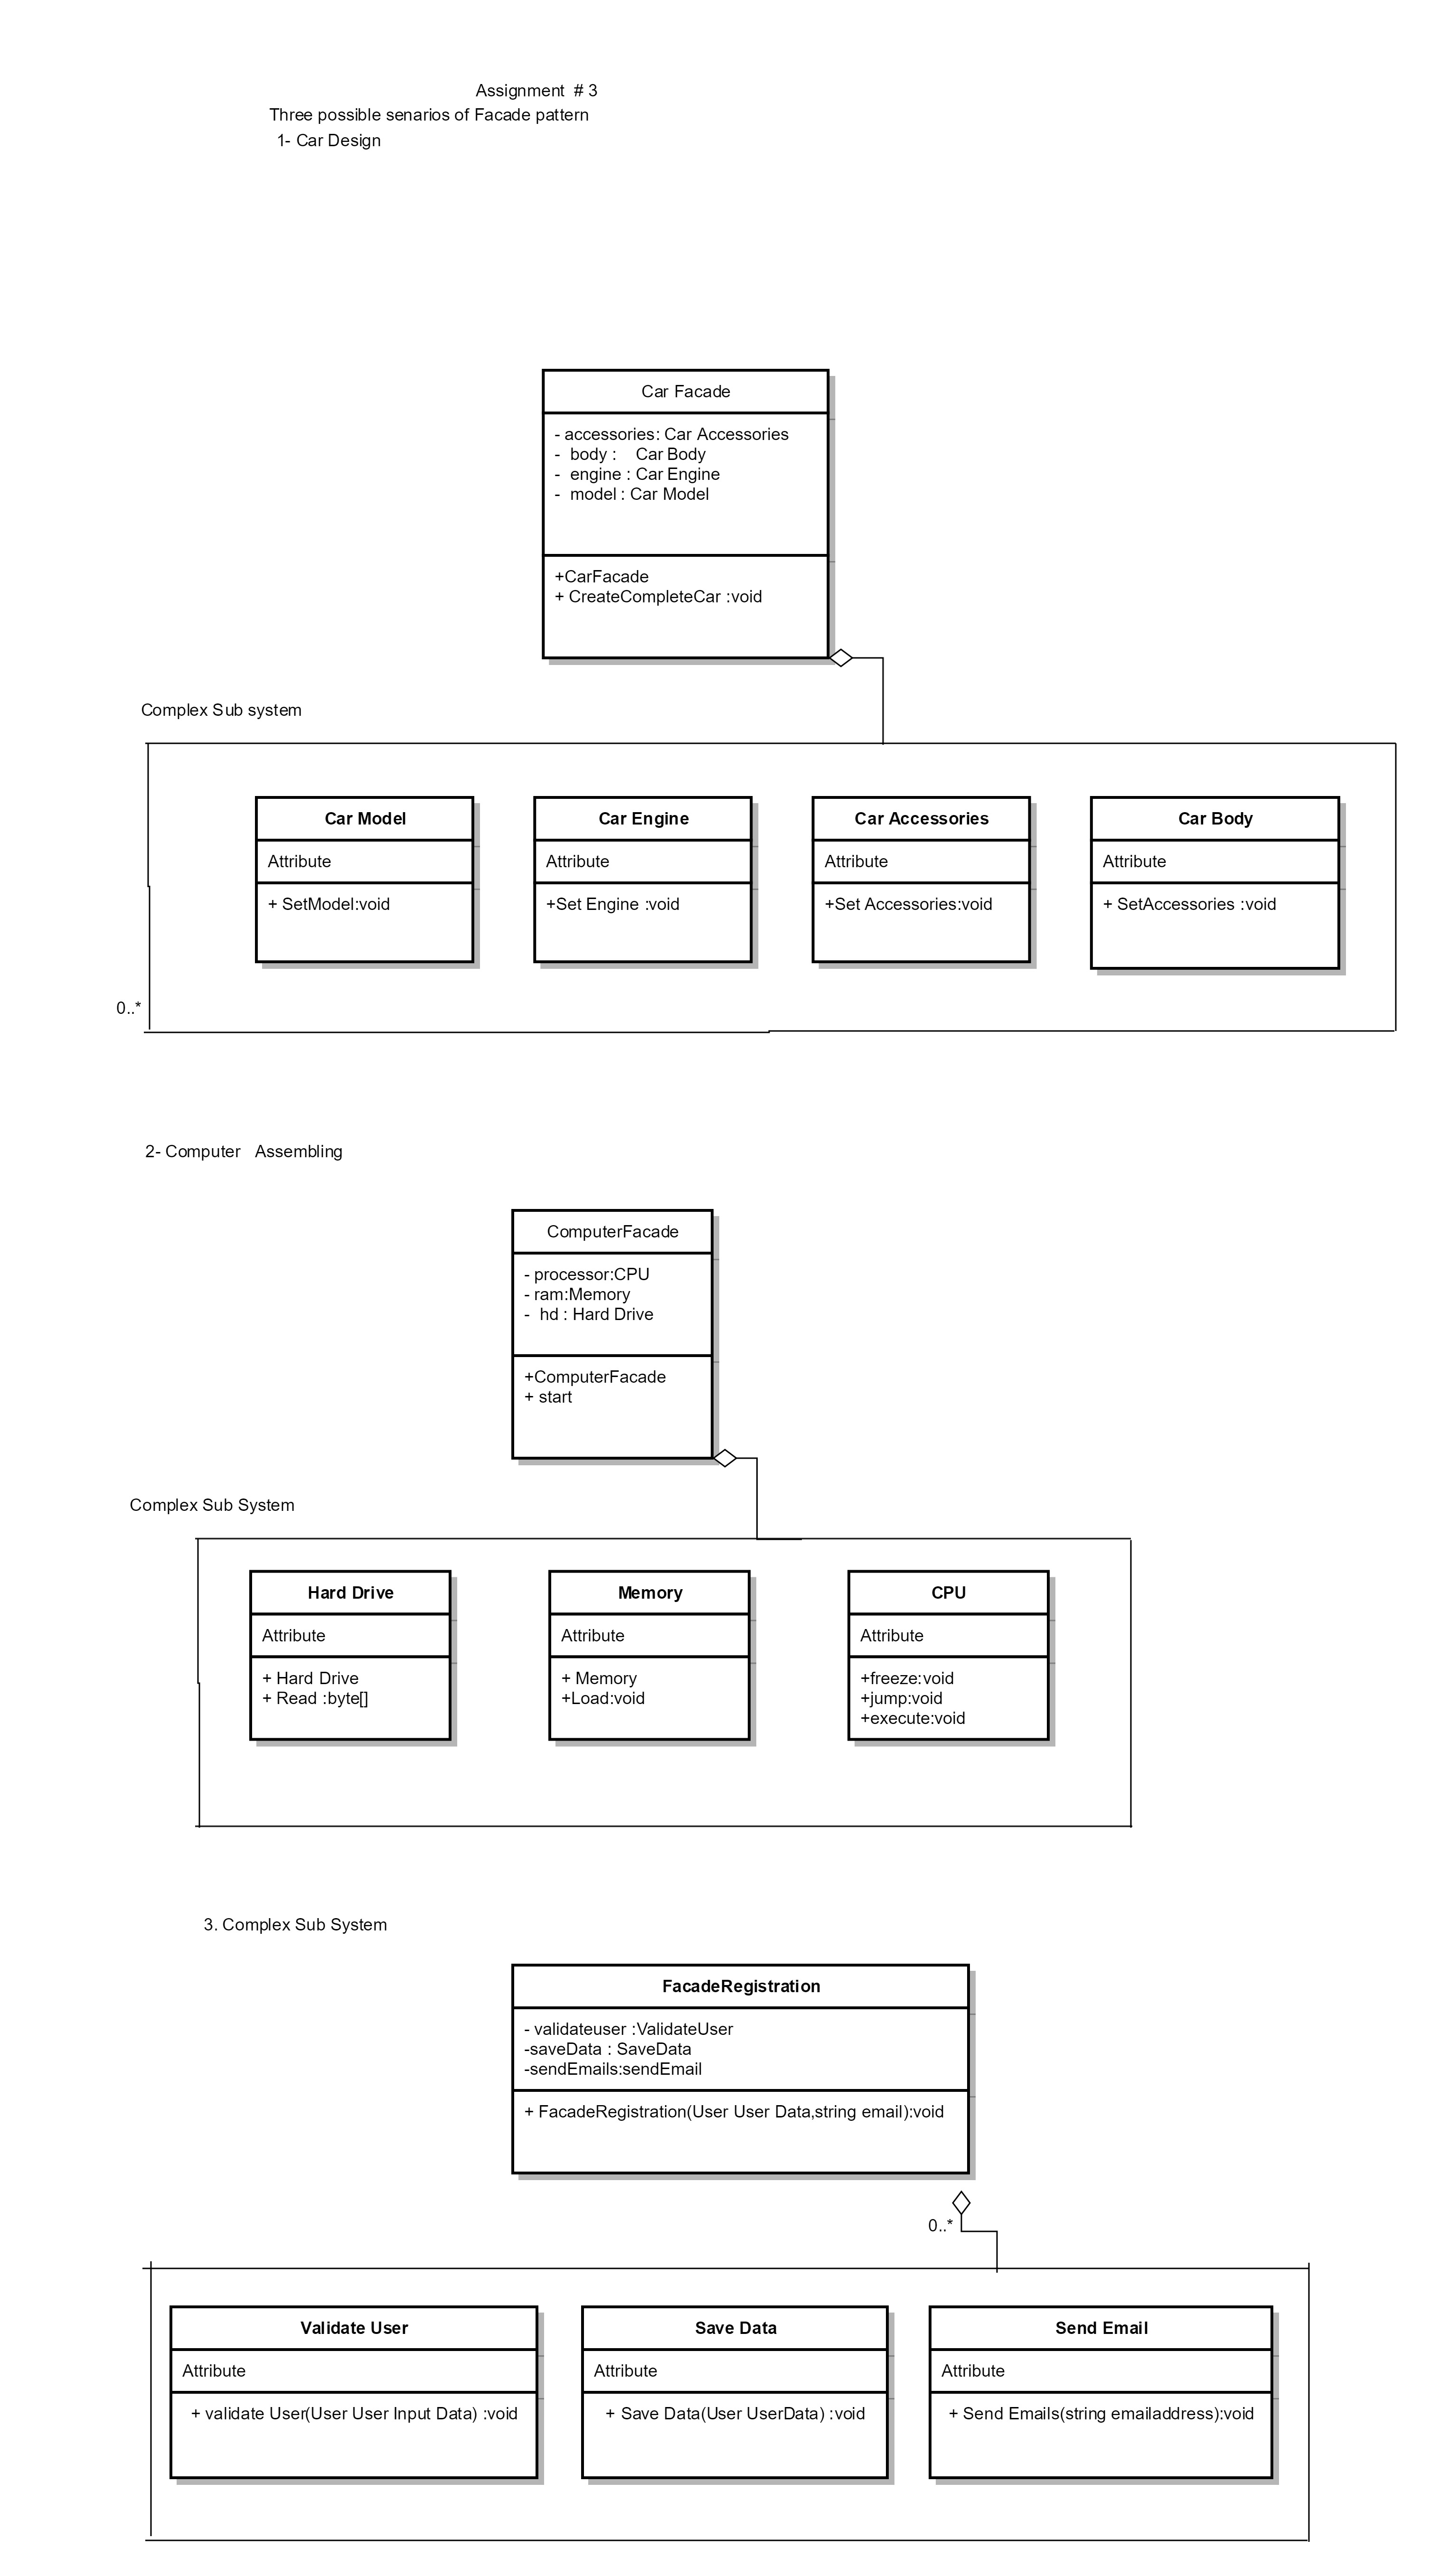 Assignment # 3
Three possible senarios of Facade pattern
1- Car Design
Car Facade
- accessories: Car Accessories
- body : Car Body
- engine : Car Engine
- model : Car Model
+CarFacade
+ CreateCompleteCar :void
Complex Sub system
Car Model
Attribute
+ SetModel:void
Car Engine
Attribute
+Set Engine :void
Car Accessories
Attribute
+Set Accessories:void
Car Body
Attribute
+ SetAccessories :void
0..*
2- Computer Assembling
ComputerFacade
- processor:CPU
- ram:Memory
- hd : Hard Drive
+ComputerFacade
+ start
Complex Sub System
Hard Drive
Attribute
+ Hard Drive
+ Read :byte[]
Memory
Attribute
+ Memory
+Load:void
CPU
Attribute
+freeze:void
+jump:void
+execute:void
3. Complex Sub System
FacadeRegistration
- validateuser :ValidateUser
-saveData : SaveData
-sendEmails:sendEmail
+ FacadeRegistration(User User Data,string email):void
0..*
Validate User
Attribute
+ validate User(User User Input Data) :void
Save Data
Attribute
+ Save Data(User UserData) :void
Send Email
Attribute
+ Send Emails(string emailaddress):void